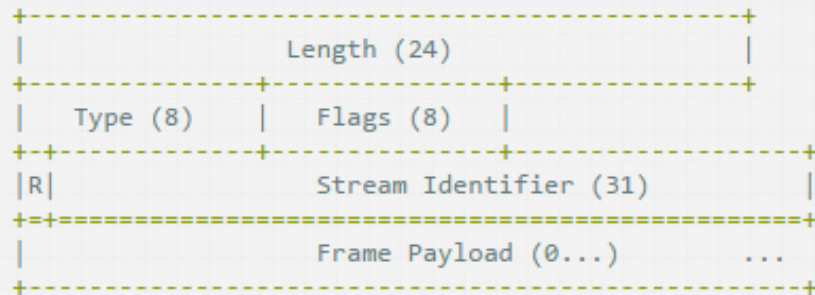 Length (24)
Type (8) | Flags (8) |
|R| Stream Identifier (31) |
Frame Payload (0...) ...